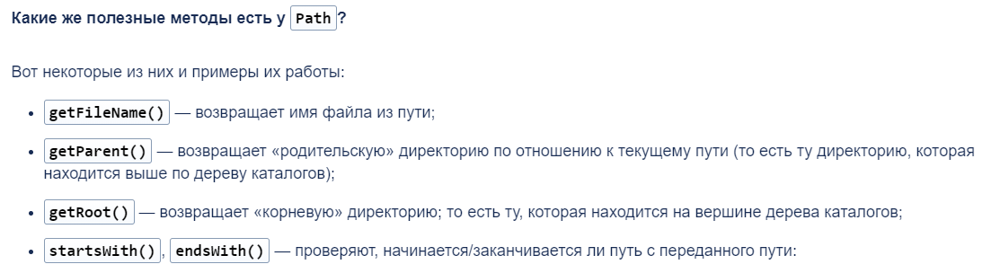 Какие же полезные методы есть у Path?
Вот некоторые из них и примеры их работы:
• getFileName() — возвращает имя файла из пути;
• getParent() — возвращает «родительскую» директорию по отношению к текущему пути (то есть ту директорию, которая
находится выше по дереву каталогов);
• getRoot() — возвращает «корневую» директорию; то есть ту, которая находится на вершине дерева каталогов;
• startsWith(), endsWith() — проверяют, начинается/заканчивается ли путь с переданного пути: